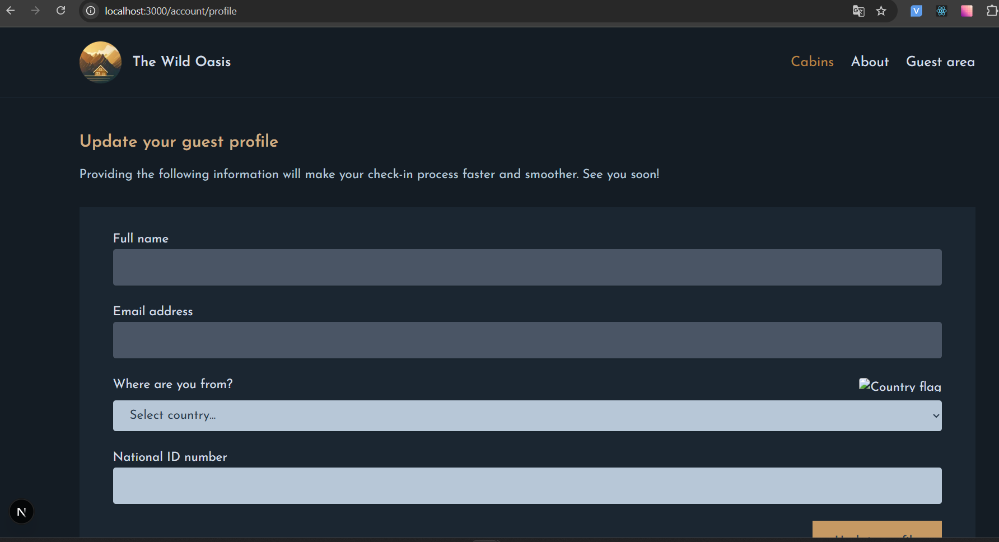 localhost:3000/account/profile
The Wild Oasis
Cabins About Guest area
Update your guest profile
Providing the following information will make your check-in process faster and smoother. See you soon!
Full name
Email address
Where are you from?
Country flag
Select country...
National ID number
N
V